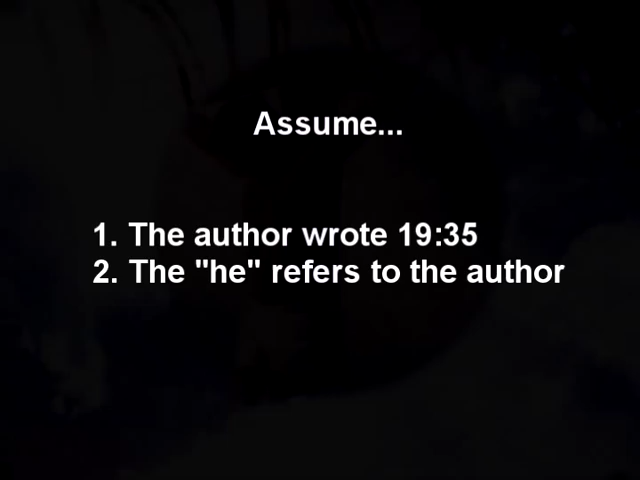 Assume...
1. The author wrote 19:35
2. The "he" refers to the author